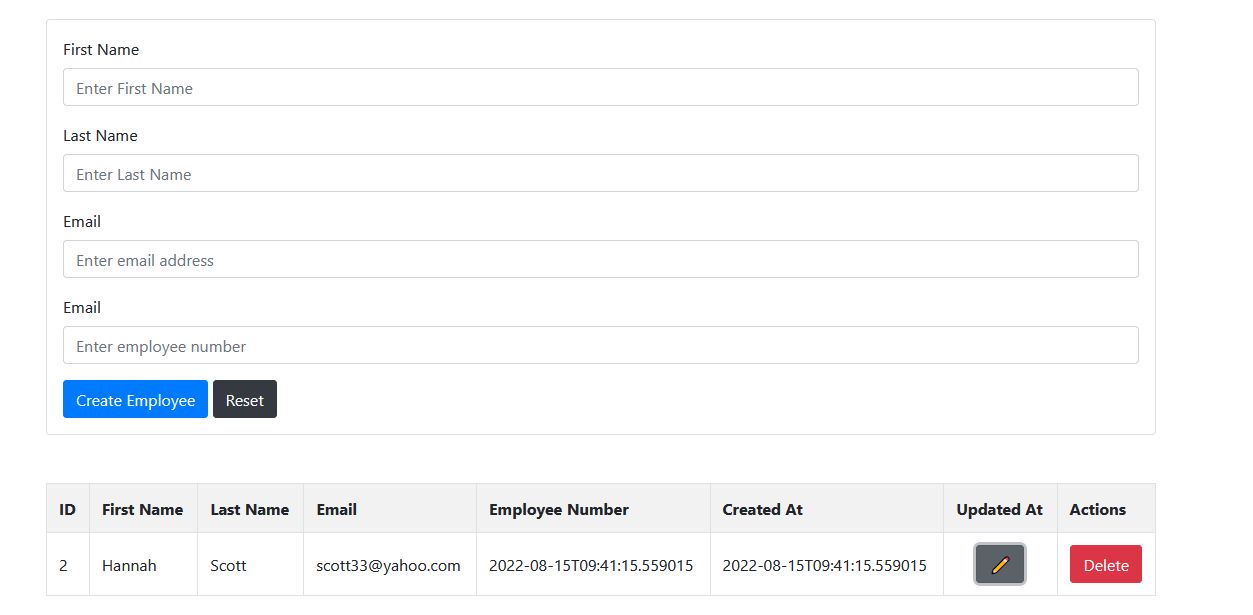 First Name
Enter First Name
Last Name
Enter Last Name
Email
Enter email address
Email
Enter employee number
Create Employee Reset
ID First Name Last Name Email Employee Number Created At Updated At Actions
2 Hannah Scott scott33@yahoo.com 2022-08-15T09:41:15.559015 2022-08-15T09:41:15.559015 Delete